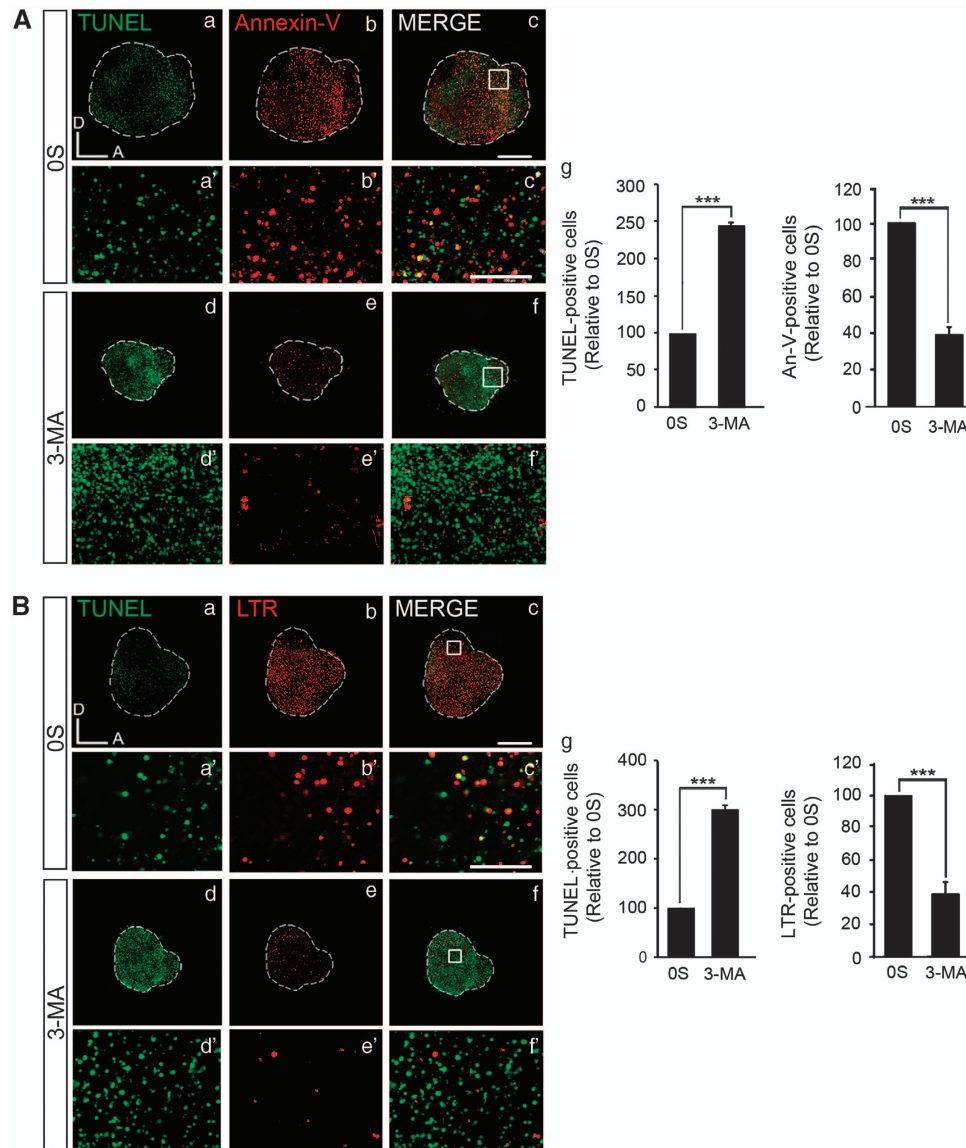 A
TUNEL a
Annexin-V b
MERGE c
D
A
0S
a'
b'
c'
d
e
f
3-MA
d'
e'
f'
g
TUNEL-positive cells
(Relative to 0S)
300
250
200
150
100
50
0
***
0S 3-MA
An-V-positive cells
(Relative to 0S)
120
100
80
60
40
20
0
***
0S 3-MA
B
TUNEL a
LTR b
MERGE c
D
A
0S
a'
b'
c'
d
e
f
3-MA
d'
e'
f'
g
TUNEL-positive cells
(Relative to 0S)
400
300
200
100
0
***
0S 3-MA
LTR-positive cells
(Relative to 0S)
120
100
80
60
40
20
0
***
0S 3-MA